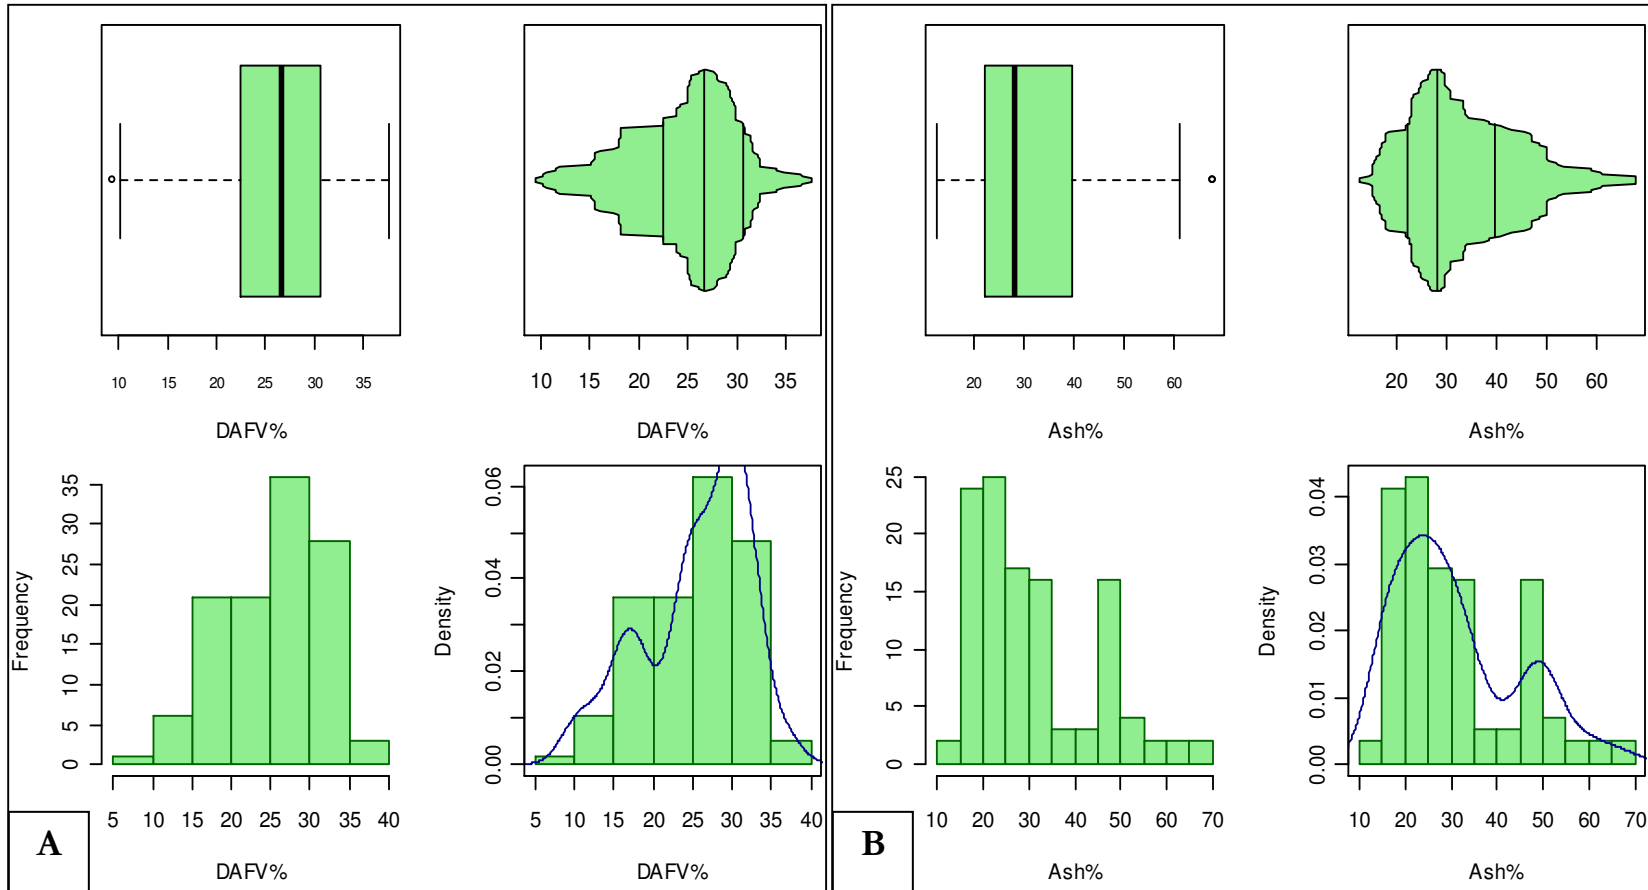 10 15 20 25 30 35
DAFV%
10 15 20 25 30 35
DAFV%
20 30 40 50 60
Ash%
20 30 40 50 60
Ash%
Frequency
0 5 10 15 20 25 30 35
5 10 15 20 25 30 35 40
DAFV%
Density
0.00 0.02 0.04 0.06
5 10 15 20 25 30 35 40
DAFV%
A
Frequency
0 5 10 15 20 25
10 20 30 40 50 60 70
Ash%
Density
0.00 0.01 0.02 0.03 0.04
10 20 30 40 50 60 70
Ash%
B